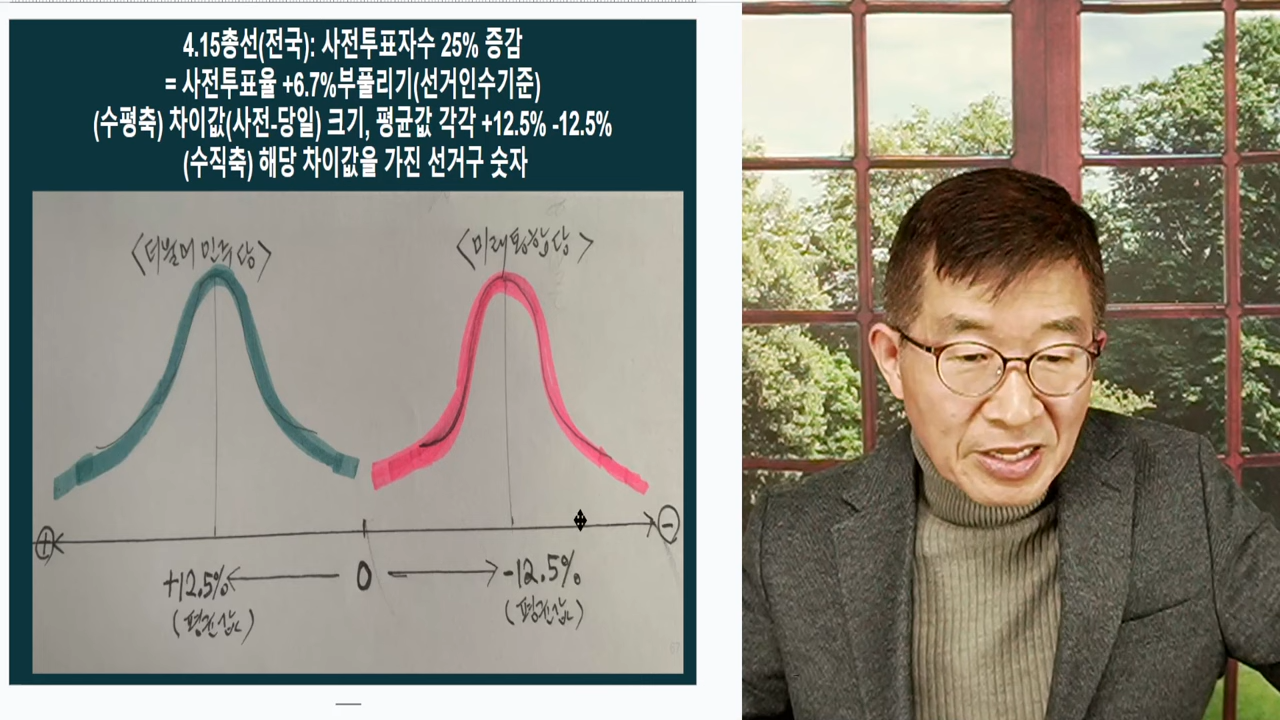 4.15총선(전국): 사전투표자수 25% 증감
= 사전투표율 +6.7%부풀리기(선거인수기준)
(수평축) 차이값(사전-당일) 크기, 평균값 각각 +12.5% -12.5%
(수직축) 해당 차이값을 가진 선거구 숫자
<더불어민주당> <미래통합당>
+ -
+12.5% 0 -12.5%
(평균값) (평균값)
67